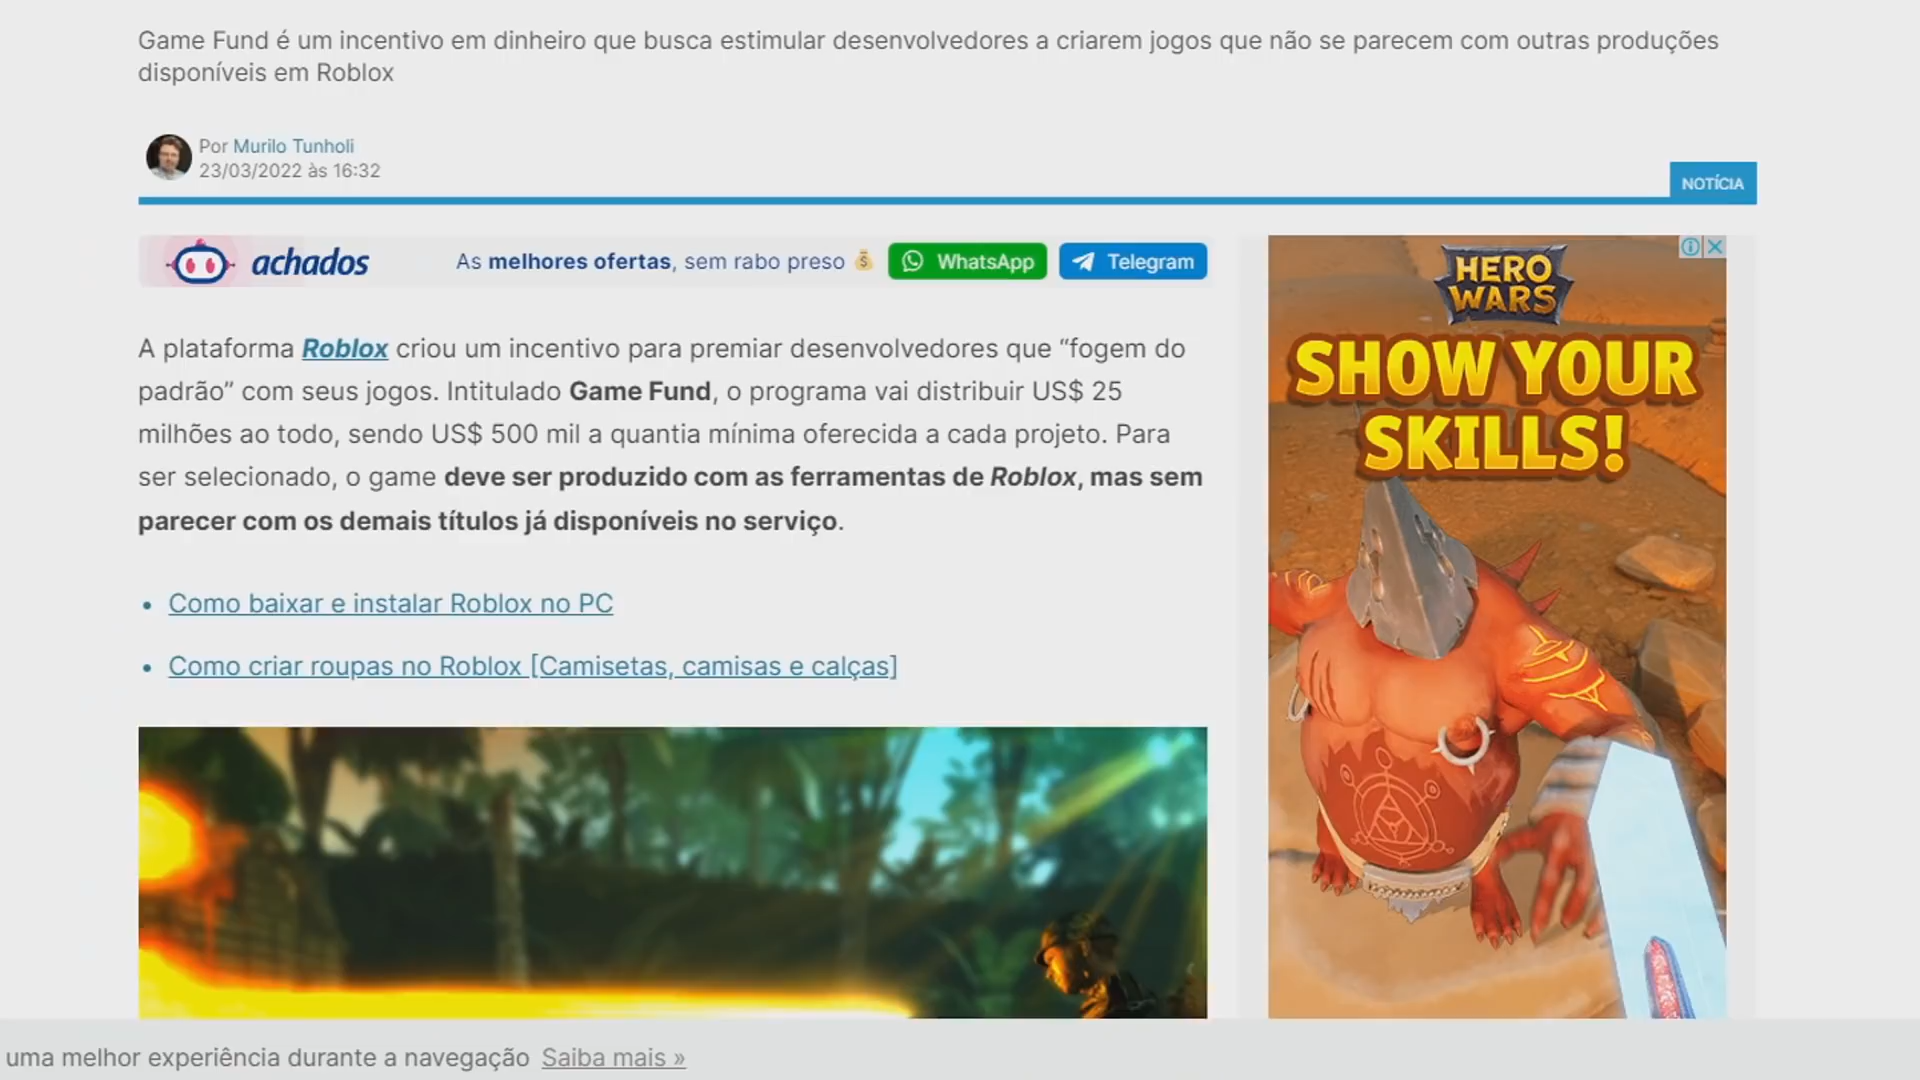 Game Fund é um incentivo em dinheiro que busca estimular desenvolvedores a criarem jogos que não se parecem com outras produções
disponíveis em Roblox
Por Murilo Tunholi
23/03/2022 às 16:32
NOTÍCIA
achados
As melhores ofertas, sem rabo preso
WhatsApp
Telegram
A plataforma Roblox criou um incentivo para premiar desenvolvedores que “fogem do
padrão” com seus jogos. Intitulado Game Fund, o programa vai distribuir US$ 25
milhões ao todo, sendo US$ 500 mil a quantia mínima oferecida a cada projeto. Para
ser selecionado, o game deve ser produzido com as ferramentas de Roblox, mas sem
parecer com os demais títulos já disponíveis no serviço.
• Como baixar e instalar Roblox no PC
• Como criar roupas no Roblox [Camisetas, camisas e calças]
HERO
WARS
SHOW YOUR
SKILLS!
uma melhor experiência durante a navegação Saiba mais »